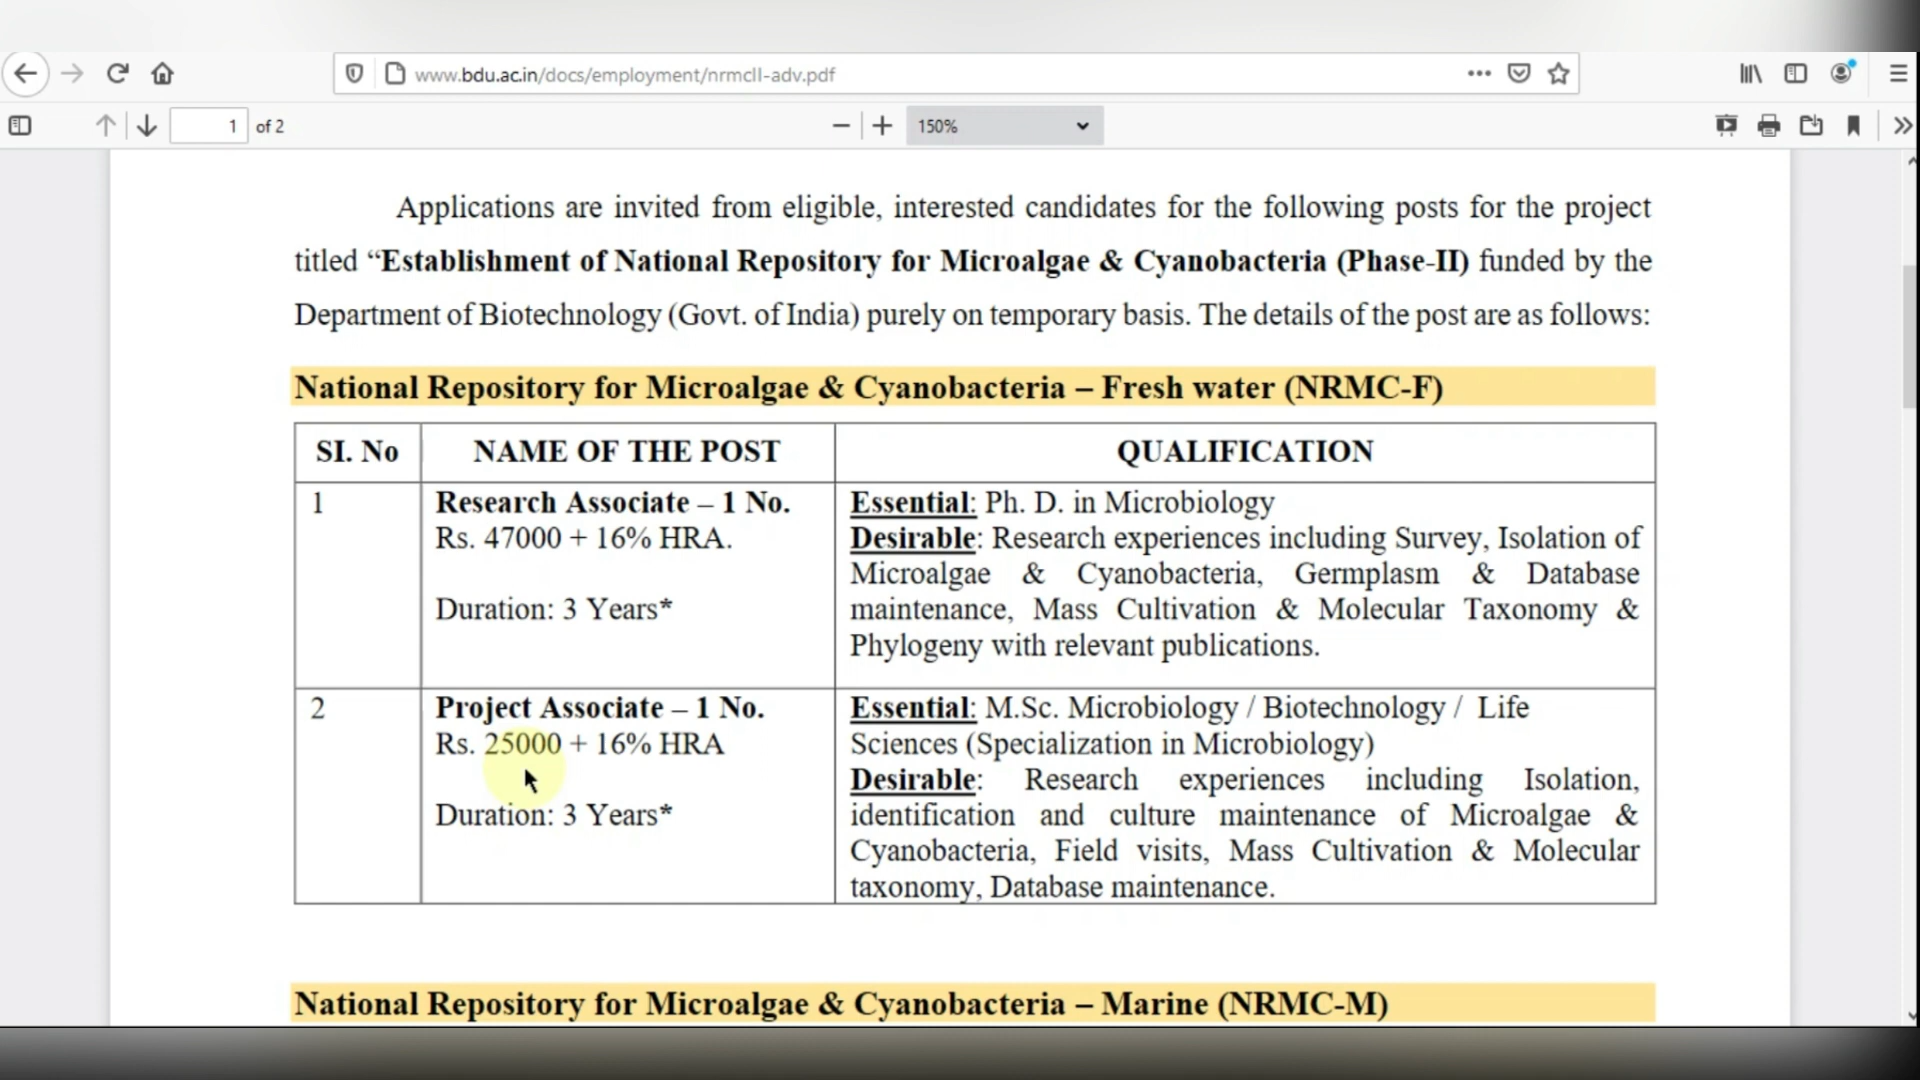 www.bdu.ac.in/docs/employment/nrmcII-adv.pdf
1 of 2
150%
Applications are invited from eligible, interested candidates for the following posts for the project
titled “Establishment of National Repository for Microalgae & Cyanobacteria (Phase-II) funded by the
Department of Biotechnology (Govt. of India) purely on temporary basis. The details of the post are as follows:
National Repository for Microalgae & Cyanobacteria – Fresh water (NRMC-F)
SI. No NAME OF THE POST QUALIFICATION
1
Research Associate – 1 No.
Rs. 47000 + 16% HRA.
Duration: 3 Years*
Essential: Ph. D. in Microbiology
Desirable: Research experiences including Survey, Isolation of
Microalgae & Cyanobacteria, Germplasm & Database
maintenance, Mass Cultivation & Molecular Taxonomy &
Phylogeny with relevant publications.
2
Project Associate – 1 No.
Rs. 25000 + 16% HRA
Duration: 3 Years*
Essential: M.Sc. Microbiology / Biotechnology / Life
Sciences (Specialization in Microbiology)
Desirable: Research experiences including Isolation,
identification and culture maintenance of Microalgae &
Cyanobacteria, Field visits, Mass Cultivation & Molecular
taxonomy, Database maintenance.
National Repository for Microalgae & Cyanobacteria – Marine (NRMC-M)